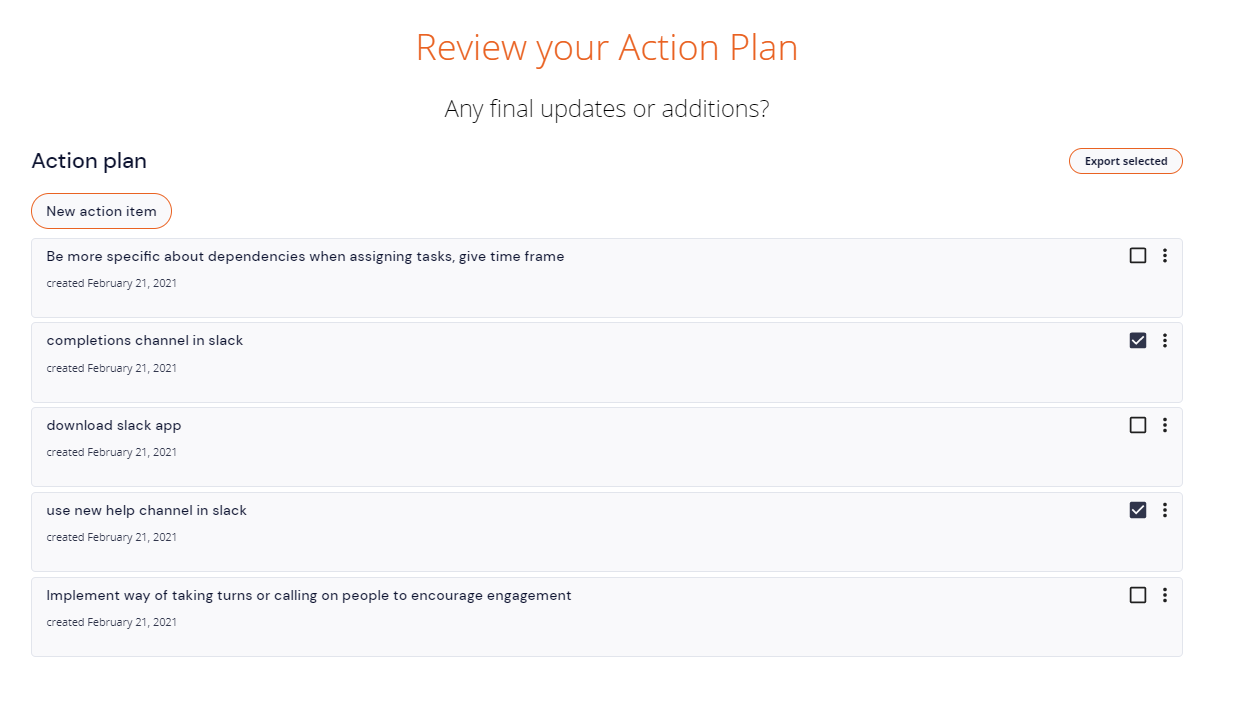 Review your Action Plan
Any final updates or additions?
Action plan
Export selected
New action item
Be more specific about dependencies when assigning tasks, give time frame
created February 21, 2021
completions channel in slack
created February 21, 2021
download slack app
created February 21, 2021
use new help channel in slack
created February 21, 2021
Implement way of taking turns or calling on people to encourage engagement
created February 21, 2021